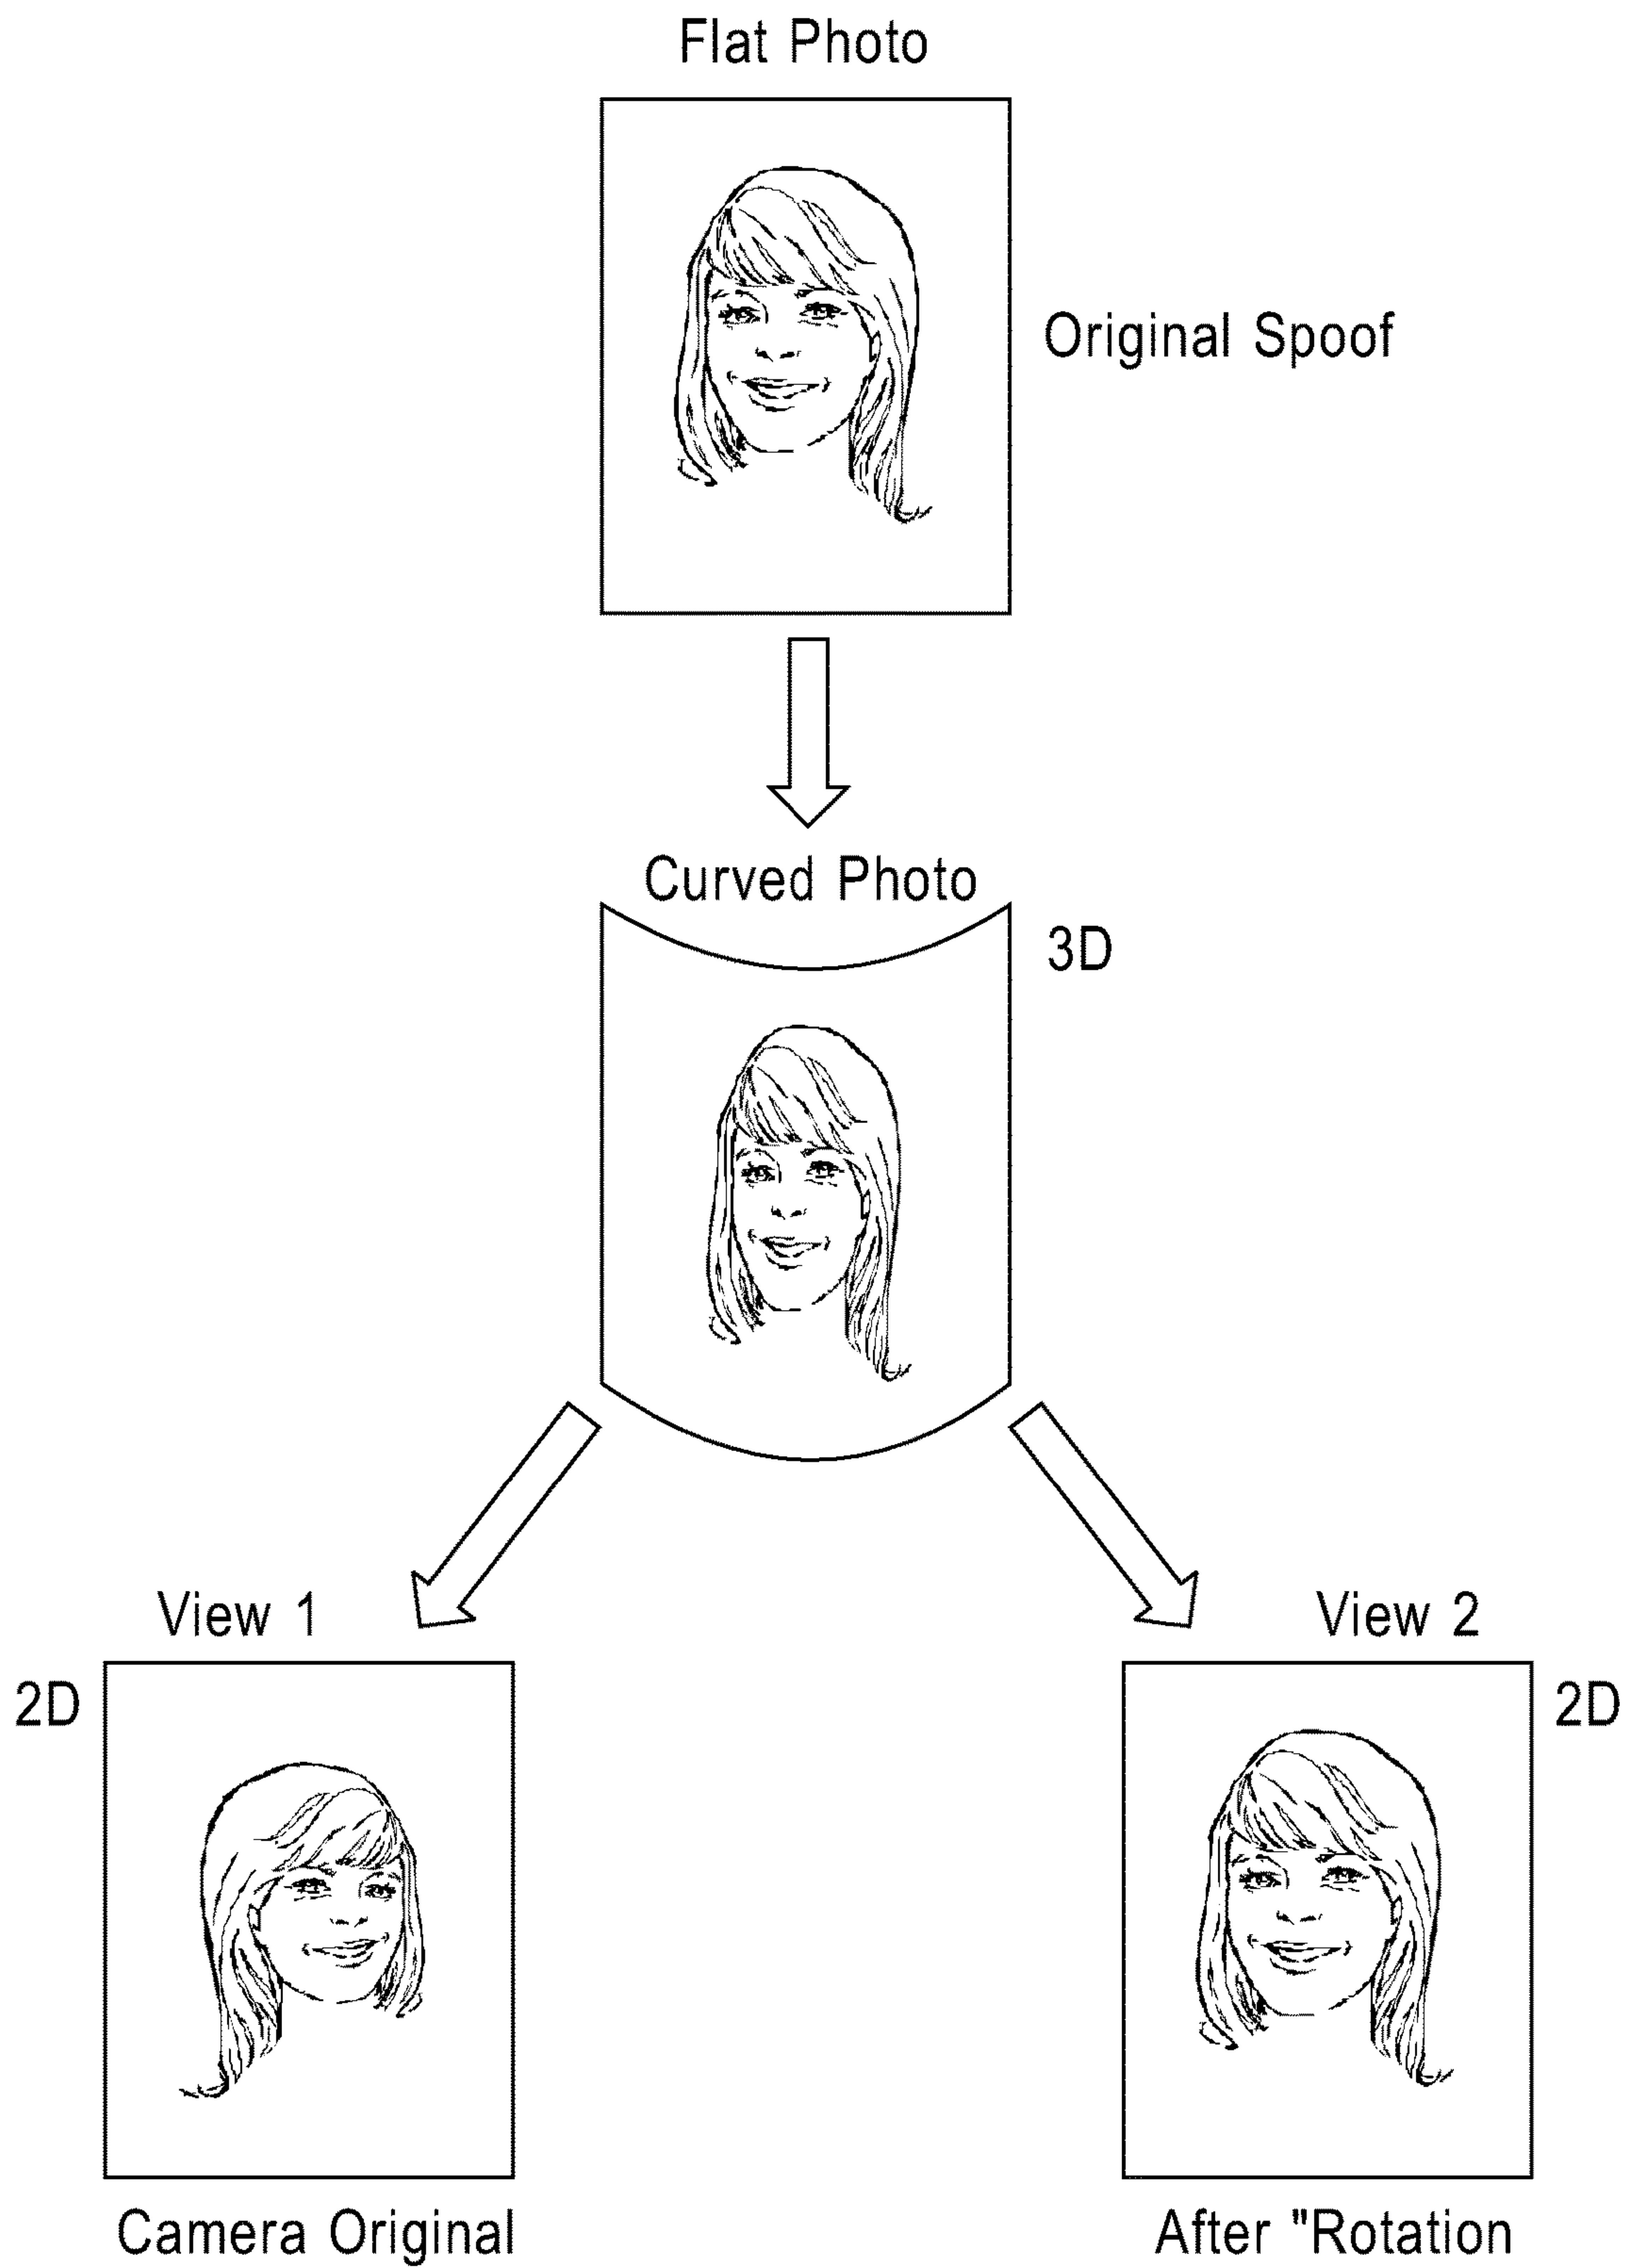 Flat Photo
Original Spoof
Curved Photo
3D
View 1
View 2
2D
2D
Camera Original
After "Rotation